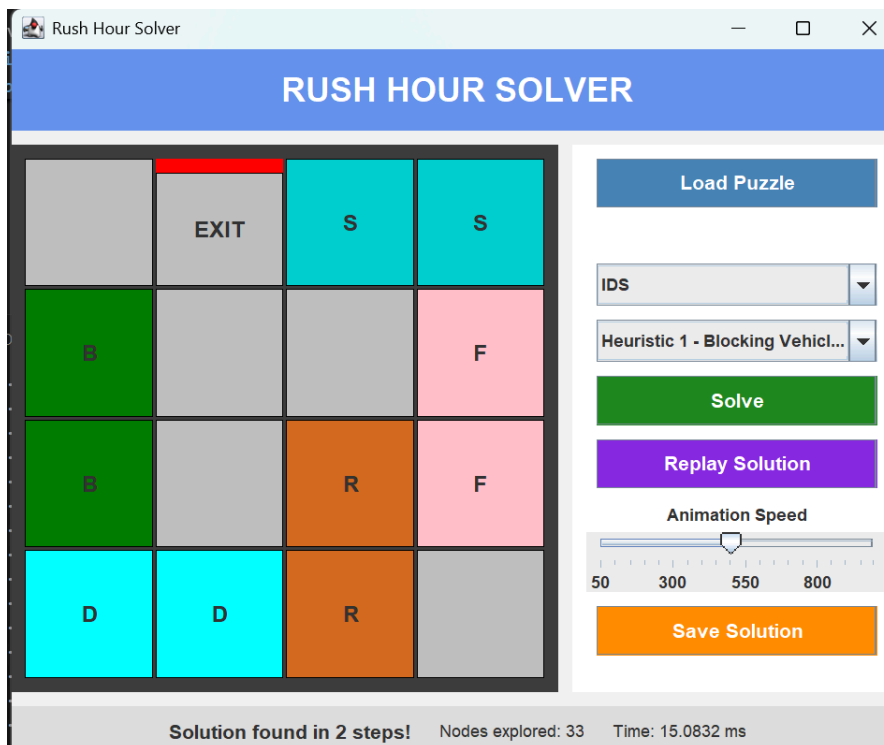 Rush Hour Solver
RUSH HOUR SOLVER
EXIT S S
B F
B R F
D D R
Load Puzzle
IDS
Heuristic 1 - Blocking Vehicl...
Solve
Replay Solution
Animation Speed
50 300 550 800
Save Solution
Solution found in 2 steps! Nodes explored: 33 Time: 15.0832 ms